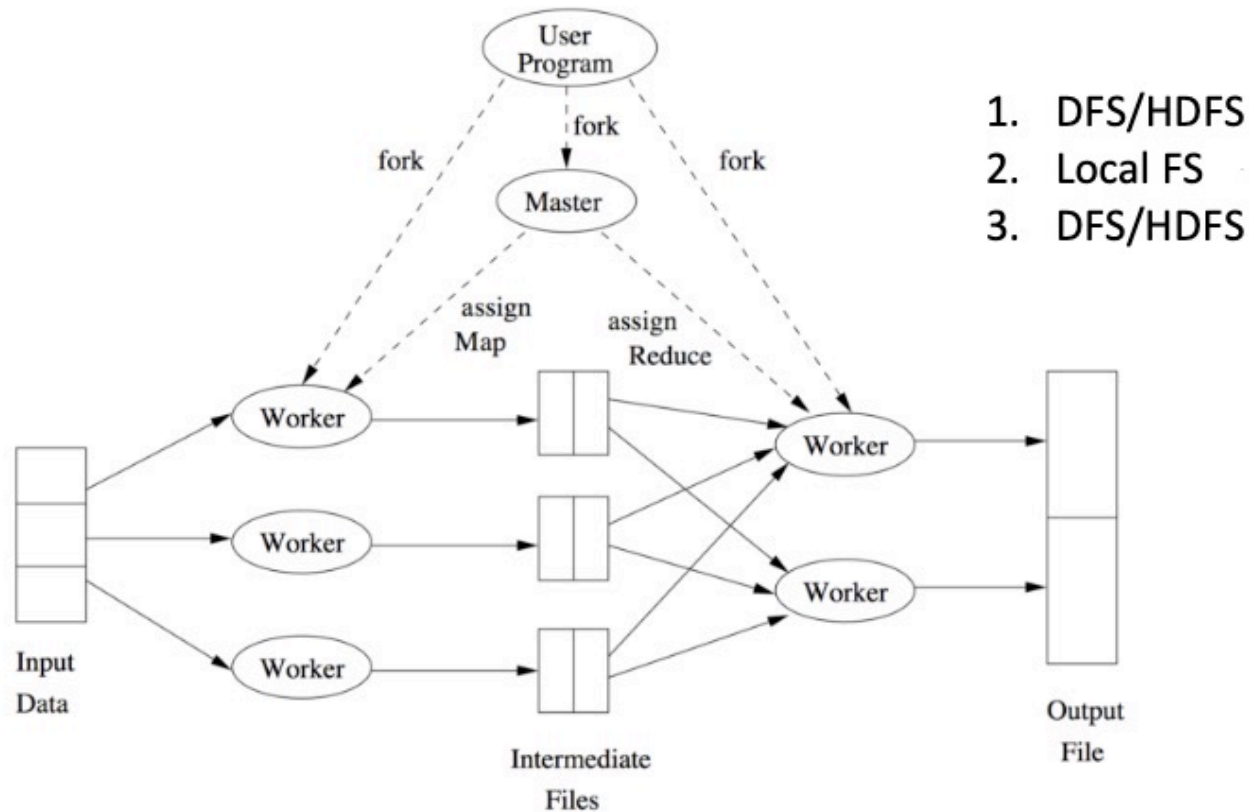 User
Program
fork
fork
fork
Master
1. DFS/HDFS
2. Local FS
3. DFS/HDFS
assign
Map
assign
Reduce
Worker
Worker
Worker
Worker
Worker
Input
Data
Intermediate
Files
Output
File